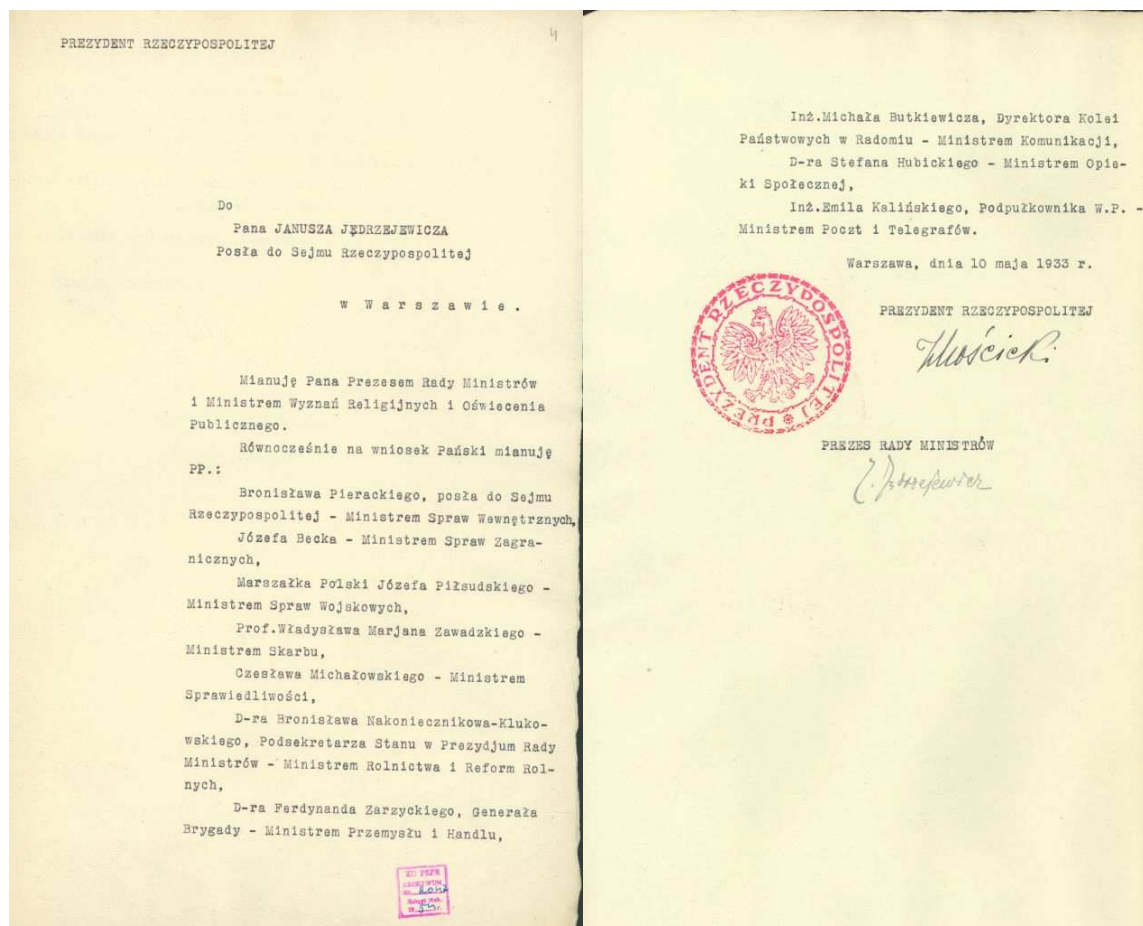 PREZYDENT RZECZYPOSPOLITEJ
4
Do
Pana JANUSZA JĘDRZEJEWICZA
Posła do Sejmu Rzeczypospolitej
w Warszawie.
Mianuję Pana Prezesem Rady Ministrów
i Ministrem Wyznań Religijnych i Oświecenia
Publicznego.
Równocześnie na wniosek Pański mianuję
PP.:
Bronisława Pierackiego, posła do Sejmu
Rzeczypospolitej - Ministrem Spraw Wewnętrznych,
Józefa Becka - Ministrem Spraw Zagra-
nicznych,
Marszałka Polski Józefa Piłsudskiego -
Ministrem Spraw Wojskowych,
Prof.Władysława Marjana Zawadzkiego -
Ministrem Skarbu,
Czesława Michałowskiego - Ministrem
Sprawiedliwości,
D-ra Bronisława Nakoniecznikowa-Kluko-
wskiego, Podsekretarza Stanu w Prezydjum Rady
Ministrów - Ministrem Rolnictwa i Reform Rol-
nych,
D-ra Ferdynanda Zarzyckiego, Generała
Brygady - Ministrem Przemysłu i Handlu,
KC PZPR
Inż.Michała Butkiewicza, Dyrektora Kolei
Państwowych w Radomiu - Ministrem Komunikacji,
D-ra Stefana Hubickiego - Ministrem Opie-
ki Społecznej,
Inż.Emila Kalińskiego, Podpułkownika W.P. -
Ministrem Poczt i Telegrafów.
Warszawa, dnia 10 maja 1933 r.
PREZYDENT RZECZYPOSPOLITEJ
PREZYDENT RZECZYPOSPOLITEJ
IMościcki
PREZES RADY MINISTRÓW
J. Jędrzejewicz